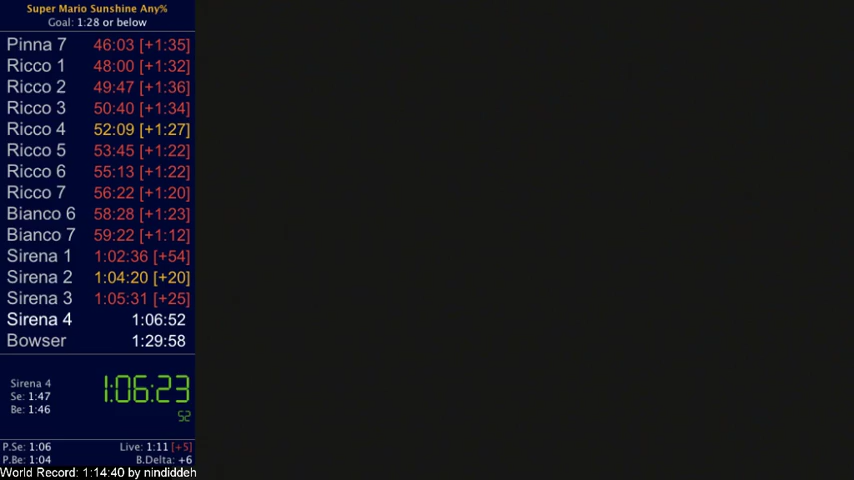 Super Mario Sunshine Any%
Goal: 1:28 or below
Pinna 7 46:03 [+1:35]
Ricco 1 48:00 [+1:32]
Ricco 2 49:47 [+1:36]
Ricco 3 50:40 [+1:34]
Ricco 4 52:09 [+1:27]
Ricco 5 53:45 [+1:22]
Ricco 6 55:13 [+1:22]
Ricco 7 56:22 [+1:20]
Bianco 6 58:28 [+1:23]
Bianco 7 59:22 [+1:12]
Sirena 1 1:02:36 [+54]
Sirena 2 1:04:20 [+20]
Sirena 3 1:05:31 [+25]
Sirena 4 1:06:52
Bowser 1:29:58
Sirena 4
1:06:23
Se: 1:47
Be: 1:46
52
P.Se: 1:06 Live: 1:11 [+5]
P.Be: 1:04 B.Delta: +6
World Record: 1:14:40 by nindiddeh